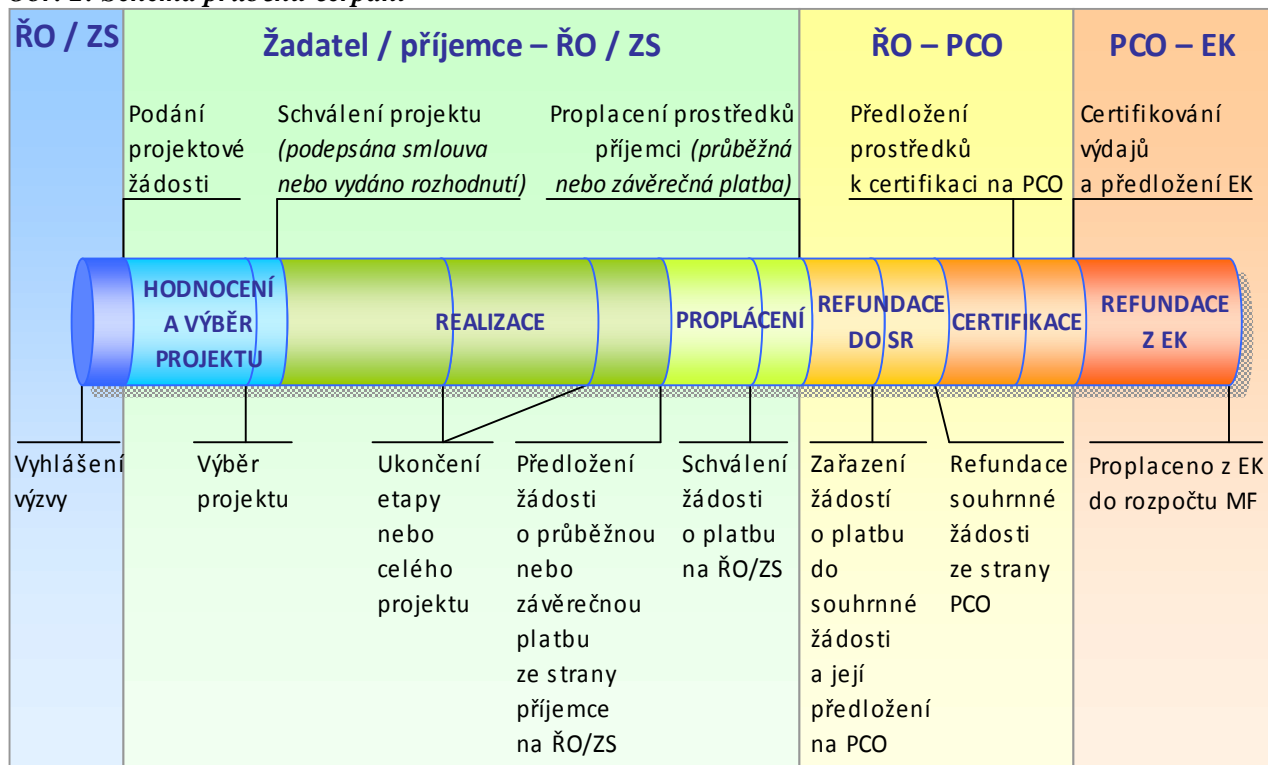 ŘO / ZS
Žadatel / příjemce – ŘO / ZS
ŘO – PCO
PCO – EK
Podání
projektové
žádosti
Schválení projektu
(podepsána smlouva
nebo vydáno rozhodnutí)
Proplacení prostředků
příjemci (průběžná
nebo závěrečná platba)
Předložení
prostředků
k certifikaci na PCO
Certifikování
výdajů
a předložení EK
HODNOCENÍ
A VÝBĚR
PROJEKTU
REALIZACE
PROPLÁCENÍ
REFUNDACE
DO SR
CERTIFIKACE
REFUNDACE
Z EK
Vyhlášení
výzvy
Výběr
projektu
Ukončení
etapy
nebo
celého
projektu
Předložení
žádosti
o průběžnou
nebo
závěrečnou
platbu
ze strany
příjemce
na ŘO/ZS
Schválení
žádosti
o platbu
na ŘO/ZS
Zařazení
žádostí
o platbu
do
souhrnné
žádosti
a její
předložení
na PCO
Refundace
souhrnné
žádosti
ze strany
PCO
Proplaceno z EK
do rozpočtu MF